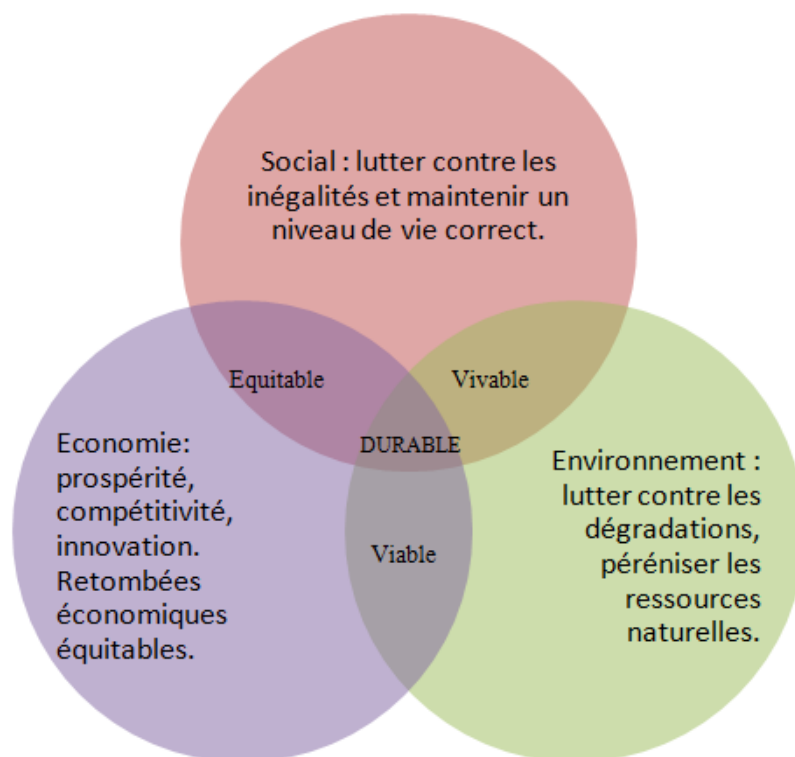 Social : lutter contre les
inégalités et maintenir un
niveau de vie correct.
Equitable
Vivable
DURABLE
Economie:
prospérité,
compétitivité,
innovation.
Retombées
économiques
équitables.
Environnement :
lutter contre les
dégradations,
péréniser les
ressources
naturelles.
Viable